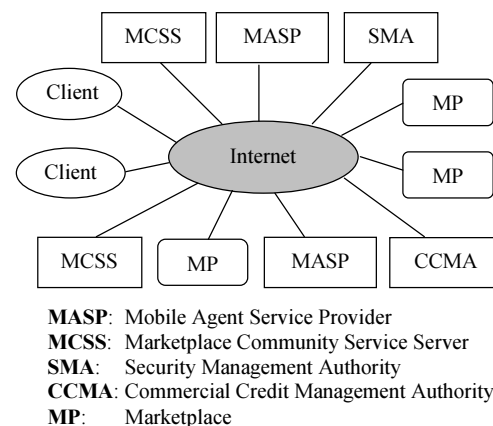 MCSS MASP SMA
Client
MP
Client
Internet
MP
MCSS MP MASP CCMA
MASP: Mobile Agent Service Provider
MCSS: Marketplace Community Service Server
SMA: Security Management Authority
CCMA: Commercial Credit Management Authority
MP: Marketplace